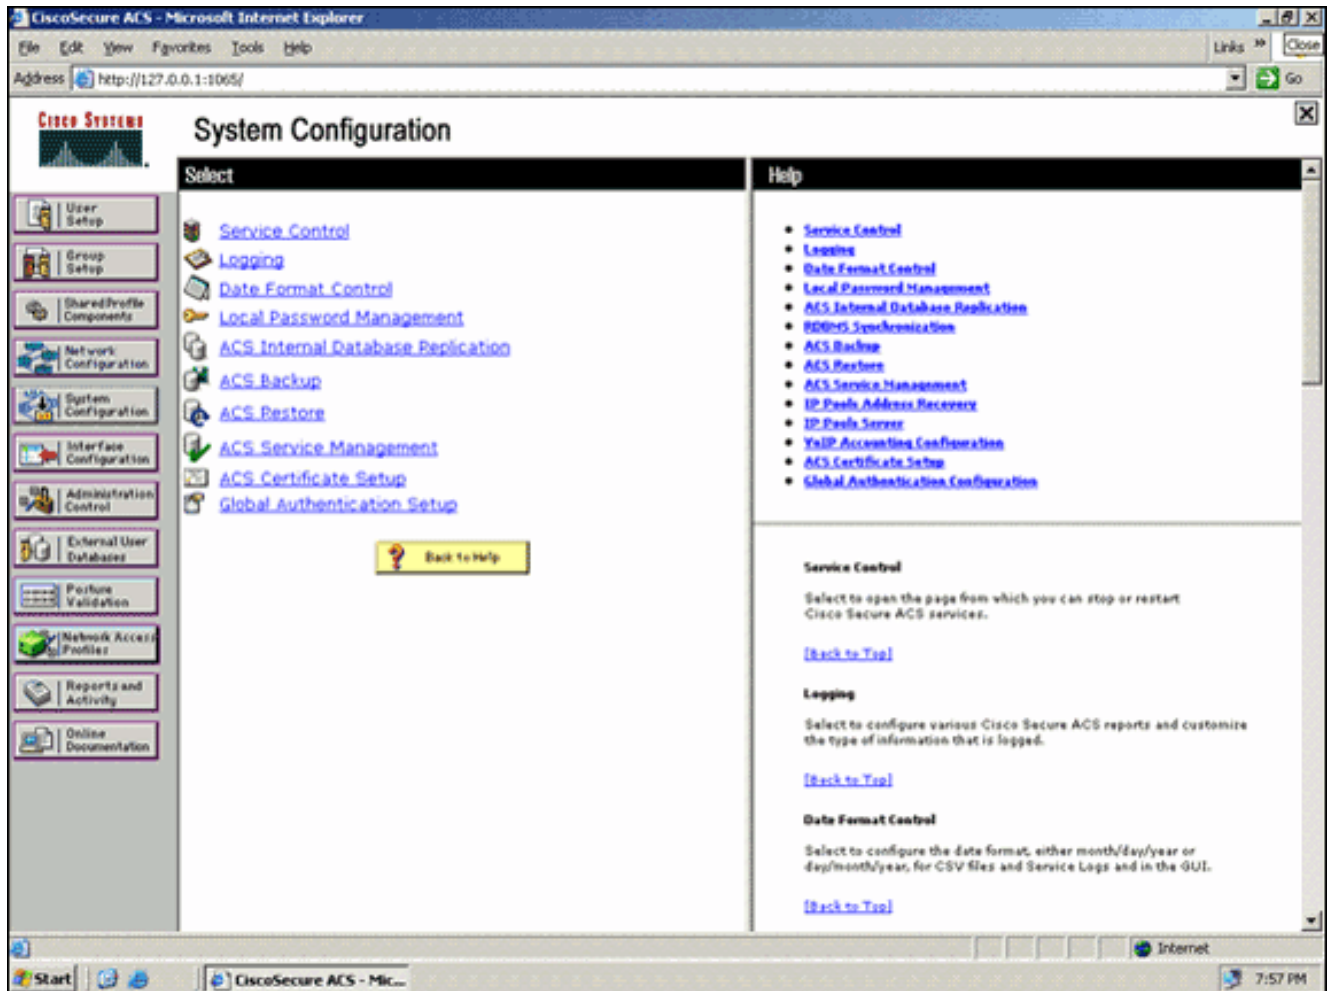 CiscoSecure ACS - Microsoft Internet Explorer
File Edit View Favorites Tools Help
Links » Close
Address http://127.0.0.1:1065/
Go
CISCO SYSTEMS
System Configuration
Select
Help
User
Setup
Group
Setup
Shared Profile
Components
Network
Configuration
System
Configuration
Interface
Configuration
Administration
Control
External User
Databases
Posture
Validation
Network Access
Profiles
Reports and
Activity
Online
Documentation
Service Control
Logging
Date Format Control
Local Password Management
ACS Internal Database Replication
ACS Backup
ACS Restore
ACS Service Management
ACS Certificate Setup
Global Authentication Setup
Back to Help
Service Control
Logging
Date Format Control
Local Password Management
ACS Internal Database Replication
RDBMS Synchronization
ACS Backup
ACS Restore
ACS Service Managment
IP Pools Address Recovery
IP Pools Server
VoIP Accounting Configuration
ACS Certificate Setup
Global Authentication Configuration
Service Control
Select to open the page from which you can stop or restart
Cisco Secure ACS services.
[Back to Top]
Logging
Select to configure various Cisco Secure ACS reports and customize
the type of information that is logged.
[Back to Top]
Date Format Control
Select to configure the date format, either month/day/year or
day/month/year, for CSV files and Service Logs and in the GUI.
[Back to Top]
Internet
Start
CiscoSecure ACS - Mic...
7:57 PM